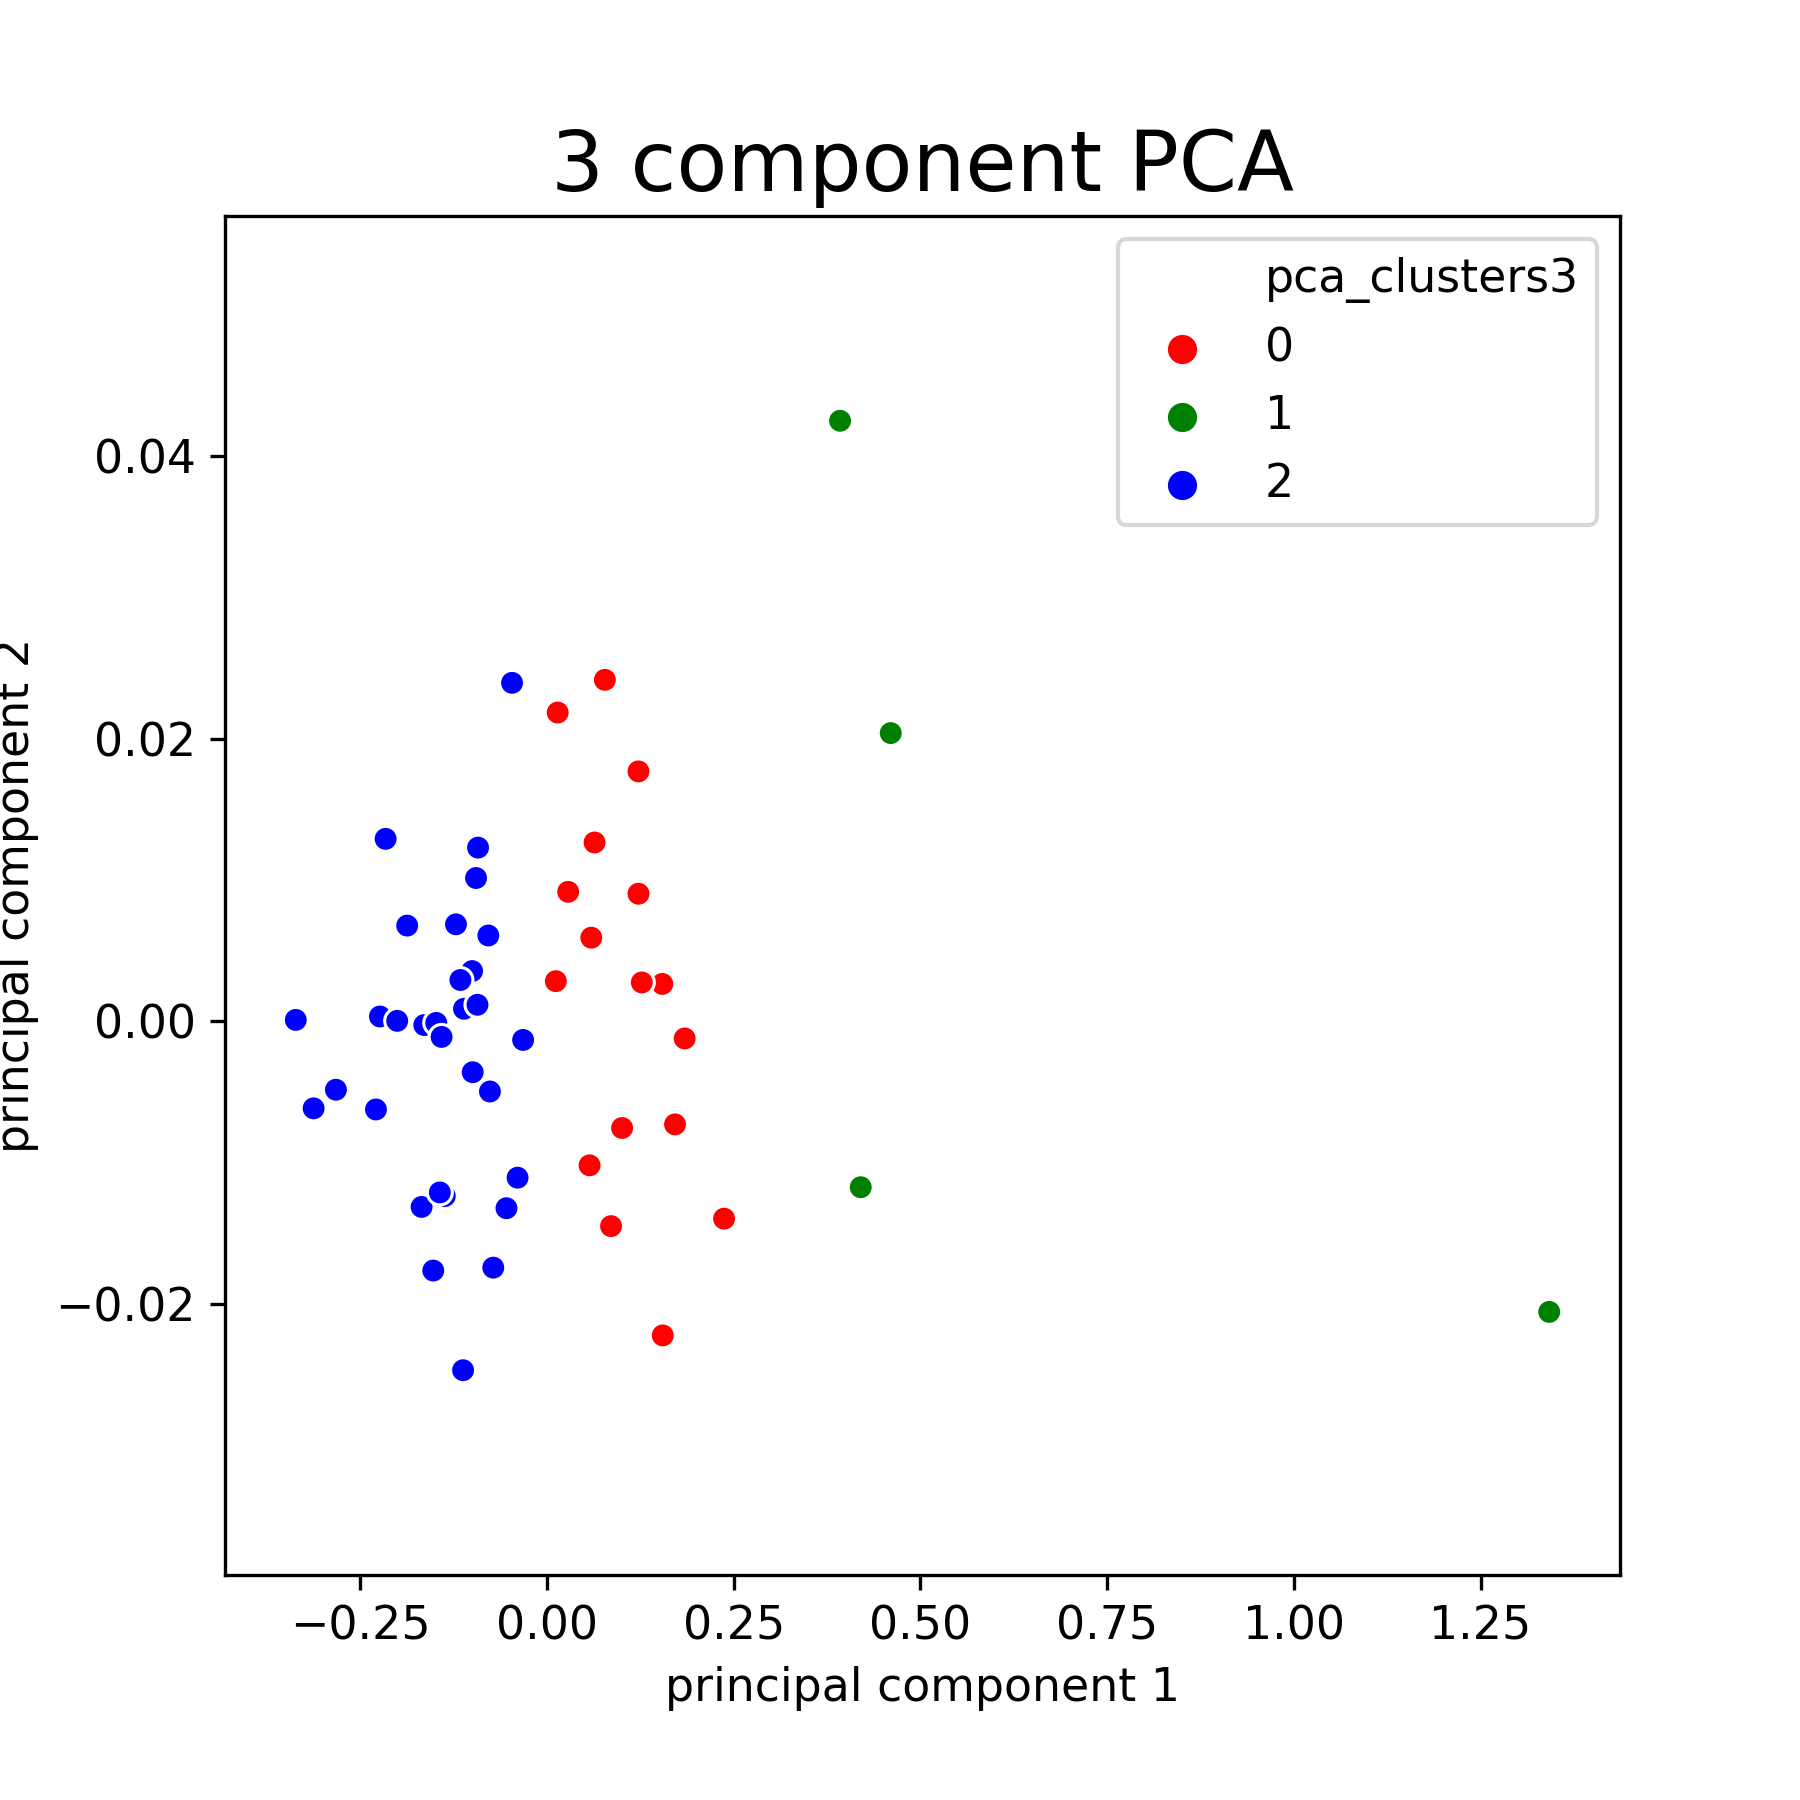 3 component PCA
pca_clusters3
0
1
2
0.04
0.02
0.00
−0.02
principal component 2
−0.25 0.00 0.25 0.50 0.75 1.00 1.25
principal component 1